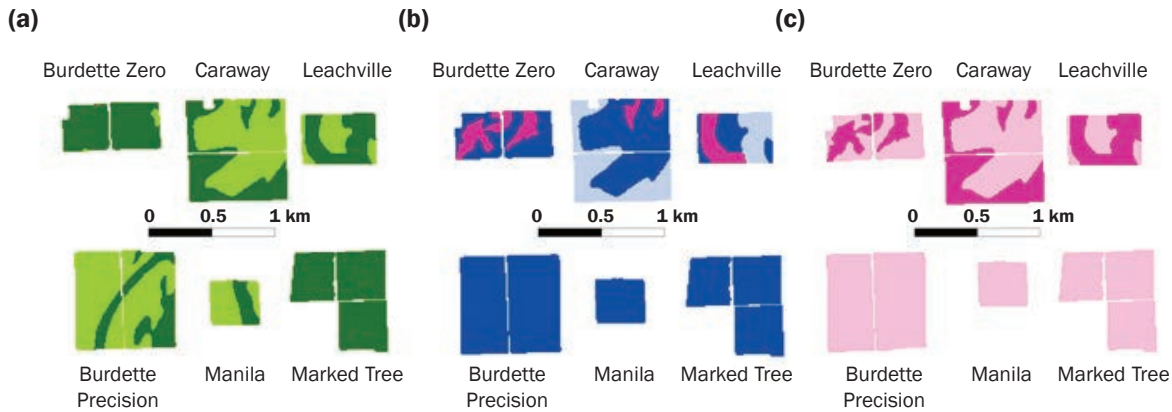 (a) (b) (c)
Burdette Zero Caraway Leachville Burdette Zero Caraway Leachville Burdette Zero Caraway Leachville
0 0.5 1 km 0 0.5 1 km 0 0.5 1 km
Burdette Manila Marked Tree Burdette Manila Marked Tree Burdette Manila Marked Tree
Precision Precision Precision